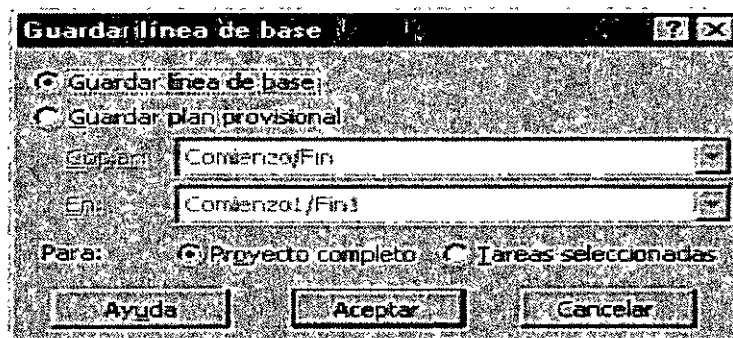 Guardar línea de base
Guardar línea de base
Guardar plan provisional
Copiar: Comienzo/Fin
En: Comienzo1/Fin1
Para: Proyecto completo Tareas seleccionadas
Ayuda Aceptar Cancelar